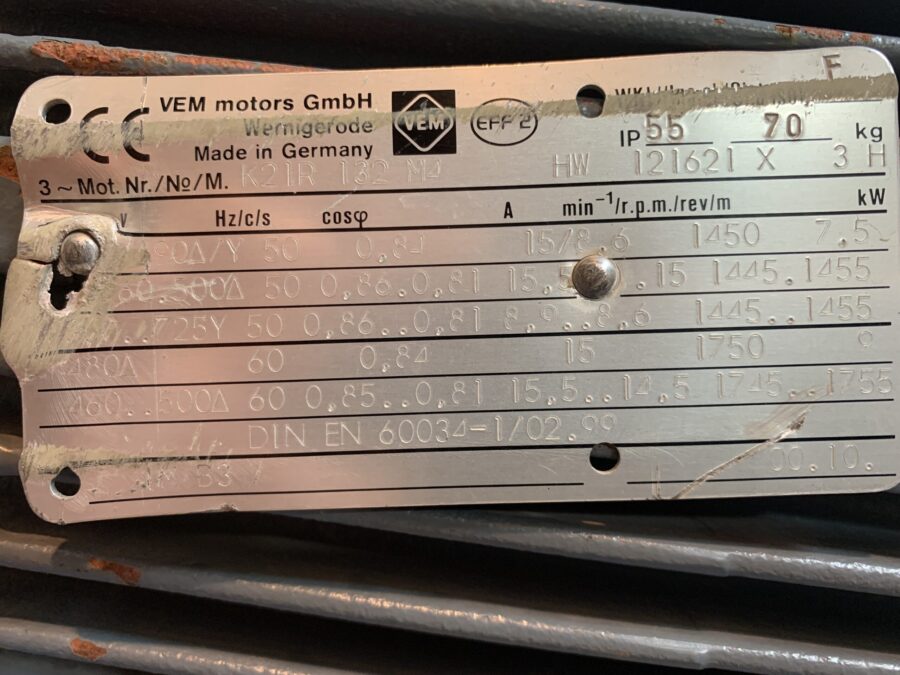 F
CE VEM motors GmbH VEM EFF 2
Wernigerode
IP 55 70 kg
Made in Germany
3 ~ Mot. Nr./No/M. K21R 132 M4 HW 121621 X 3 H
V Hz/c/s cosφ A min⁻¹/r.p.m./rev/m kW
90Δ/Y 50 0,84 15/8.6 1450 7.5
500Δ 50 0,86..0,81 15,5 .15 1445..1455
..725Y 50 0,86..0,81 8,9..8,6 1445..1455
480Δ 60 0,84 15 1750 9
460..500Δ 60 0,85..0,81 15,5..14,5 1745..1755
DIN EN 60034-1/02.99
IM B3 00.10.